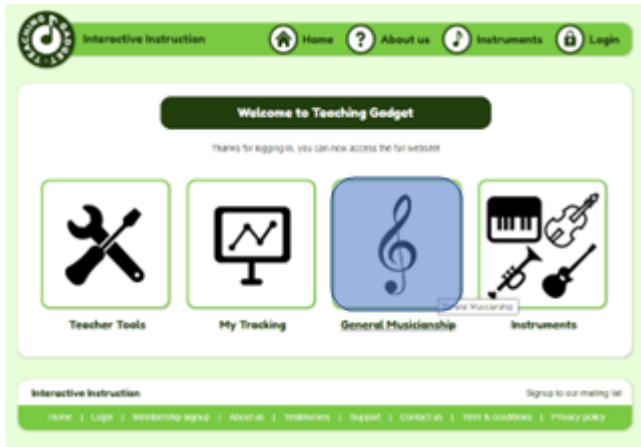 TEACHING GADGET
Interactive Instruction
Home
About us
Instruments
Login
Welcome to Teaching Gadget
Thanks for logging in, you can now access the full website!
Teacher Tools
My Tracking
General Musicianship
Instruments
General Musicianship
Interactive Instruction
Signup to our mailing list
Home | Login | Membership signup | About us | Testimonies | Support | Contact us | Term & conditions | Privacy policy